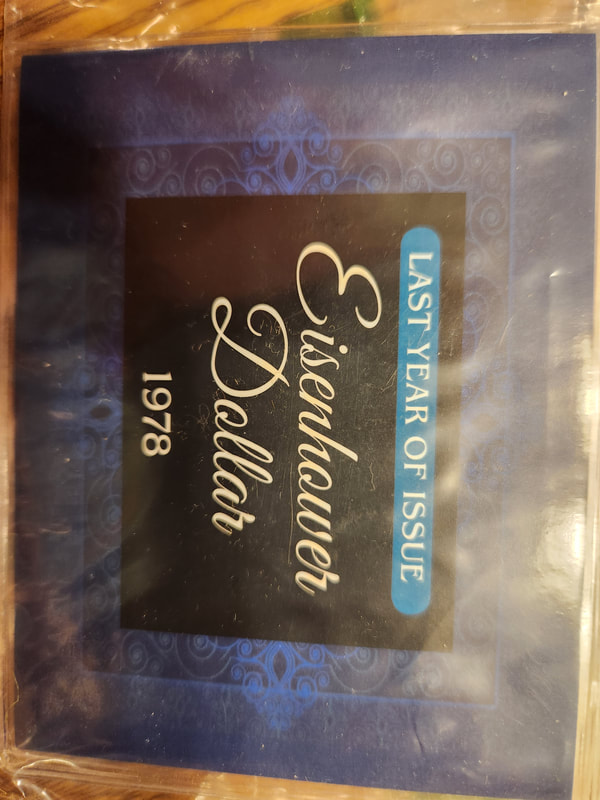 LAST YEAR OF ISSUE
Eisenhower
Dollar
1978